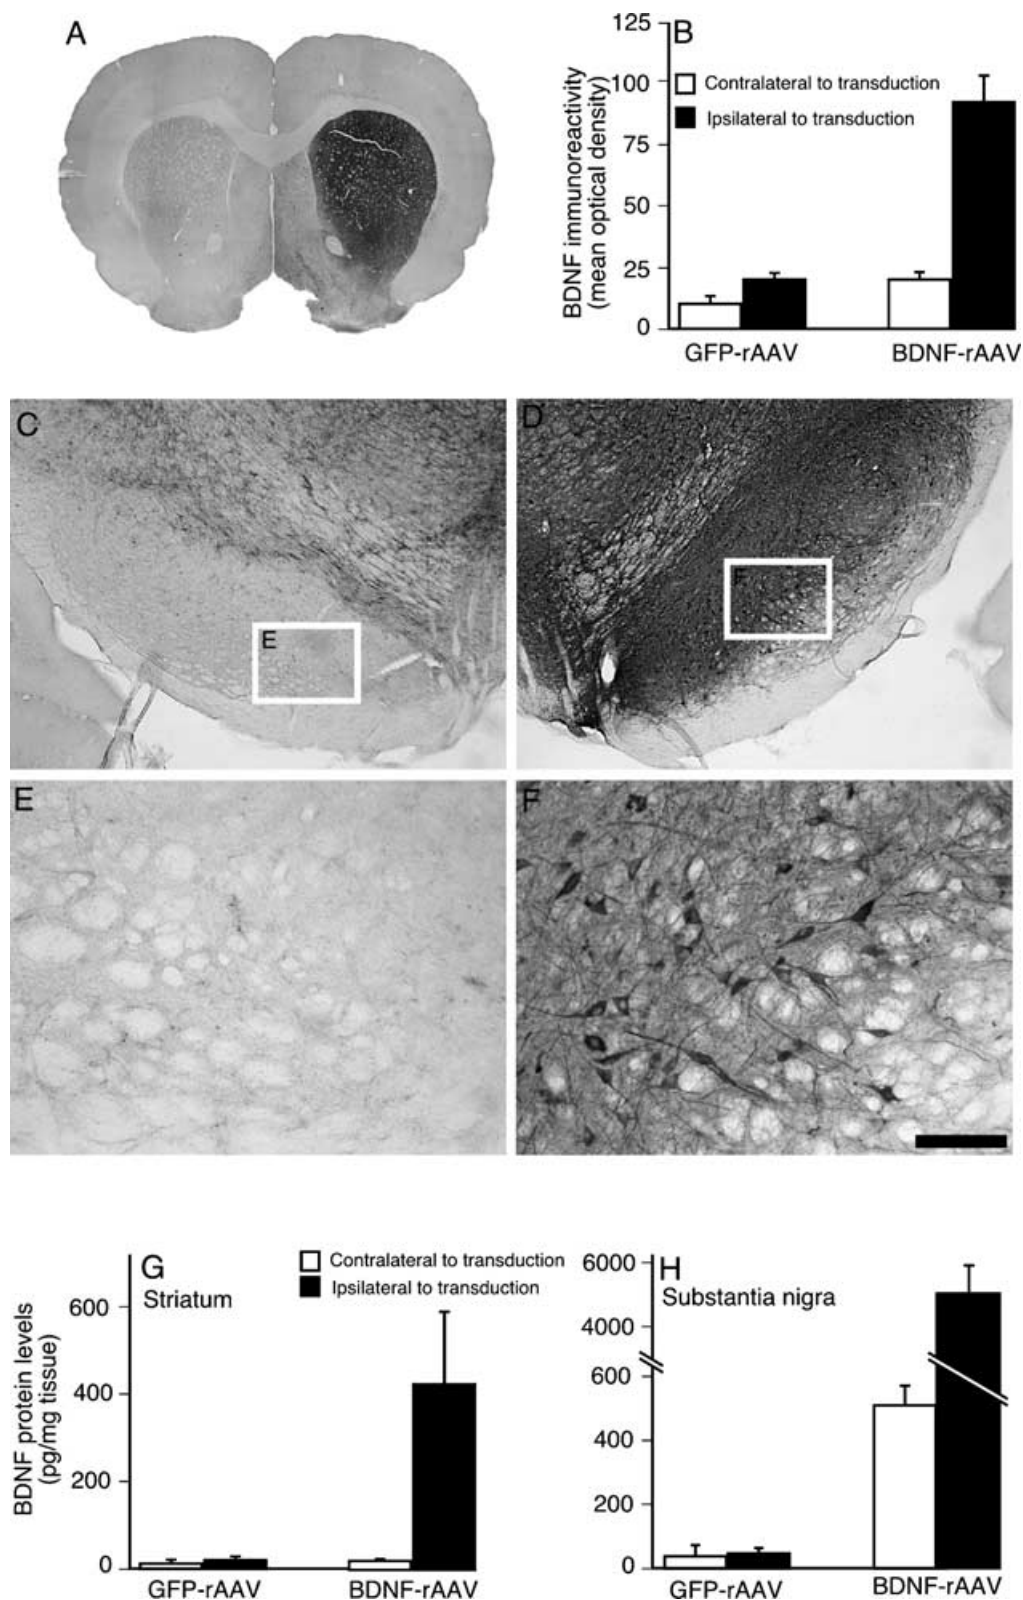 A
B
125
100
75
50
25
0
BDNF immunoreactivity
(mean optical density)
Contralateral to transduction
Ipsilateral to transduction
GFP-rAAV
BDNF-rAAV
C
D
E
F
E
F
G
Striatum
600
400
200
0
BDNF protein levels
(pg/mg tissue)
Contralateral to transduction
Ipsilateral to transduction
GFP-rAAV
BDNF-rAAV
H
Substantia nigra
6000
4000
600
400
200
0
GFP-rAAV
BDNF-rAAV